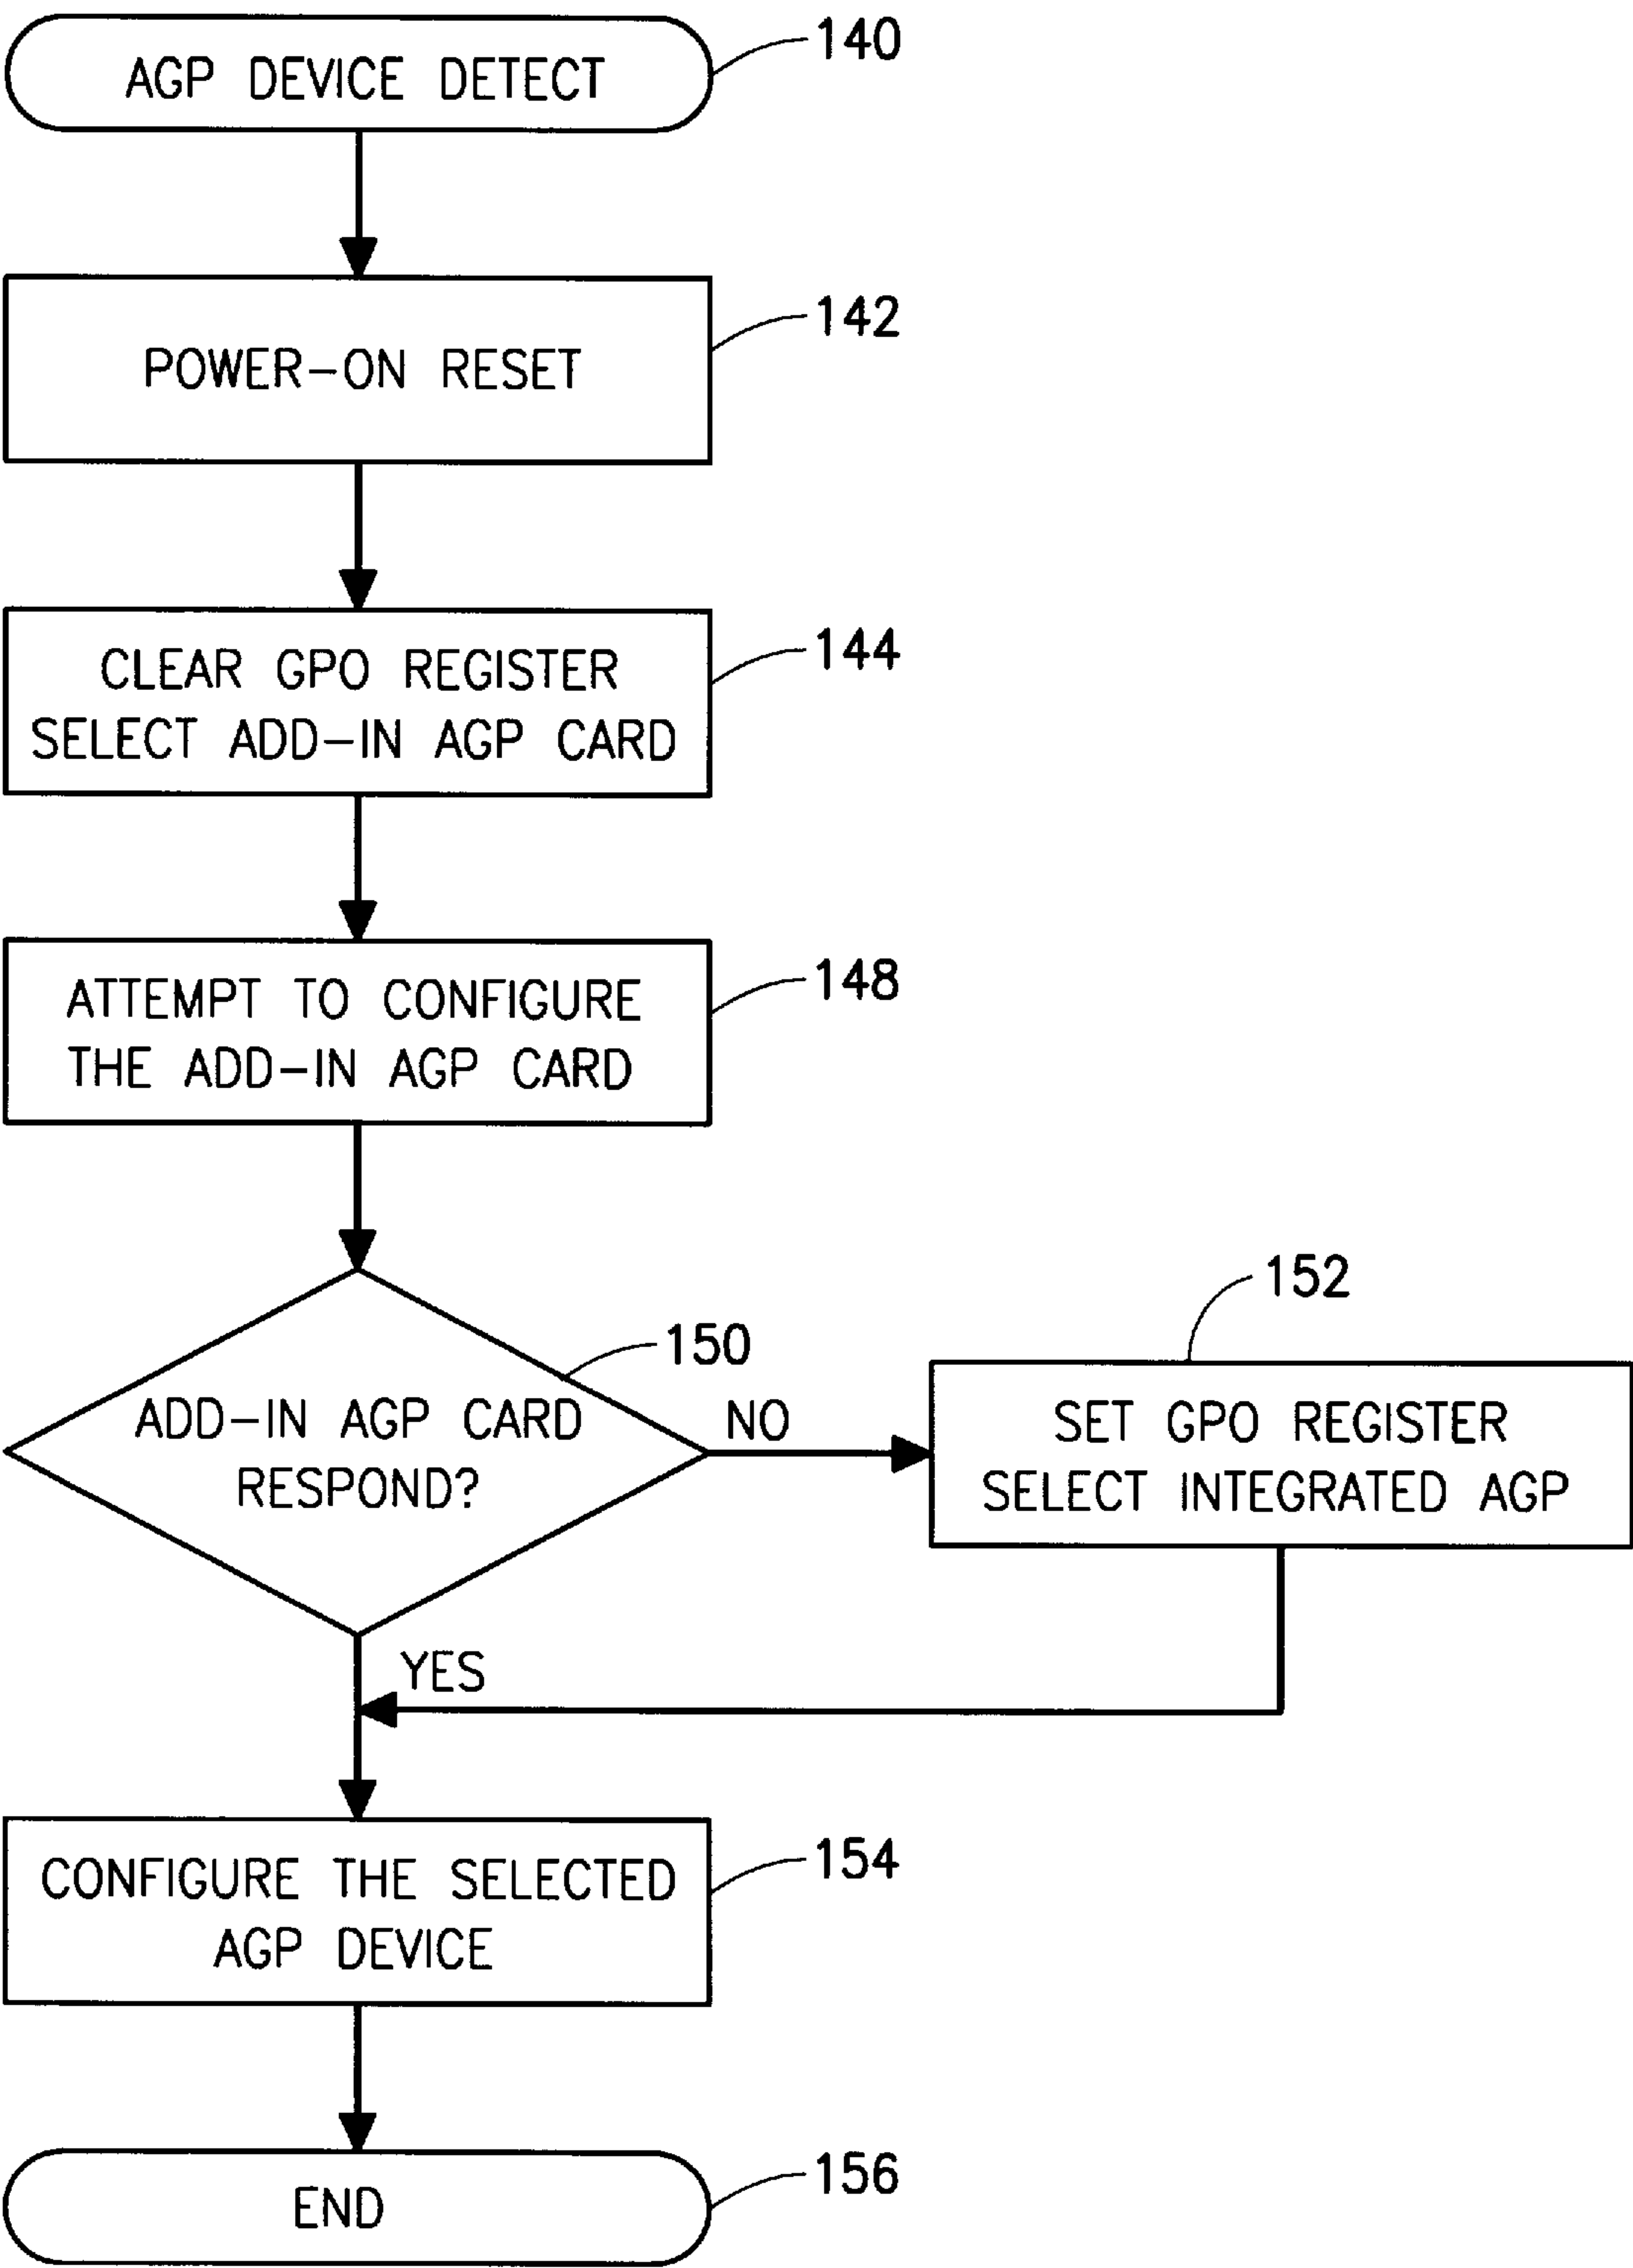 AGP DEVICE DETECT
140
POWER-ON RESET
142
CLEAR GPO REGISTER
SELECT ADD-IN AGP CARD
144
ATTEMPT TO CONFIGURE
THE ADD-IN AGP CARD
148
ADD-IN AGP CARD
RESPOND?
150
NO
152
SET GPO REGISTER
SELECT INTEGRATED AGP
YES
CONFIGURE THE SELECTED
AGP DEVICE
154
END
156